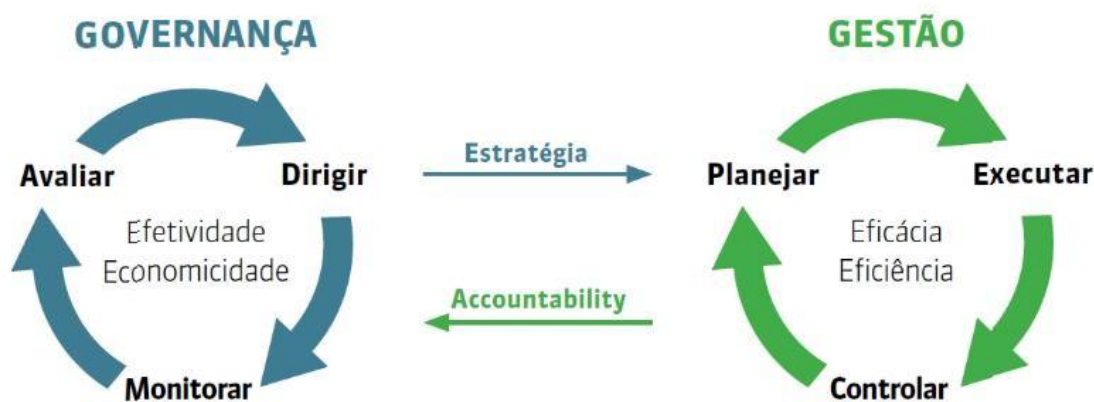 GOVERNANÇA
Avaliar
Dirigir
Efetividade
Economicidade
Monitorar
Estratégia
Accountability
GESTÃO
Planejar
Executar
Eficácia
Eficiência
Controlar